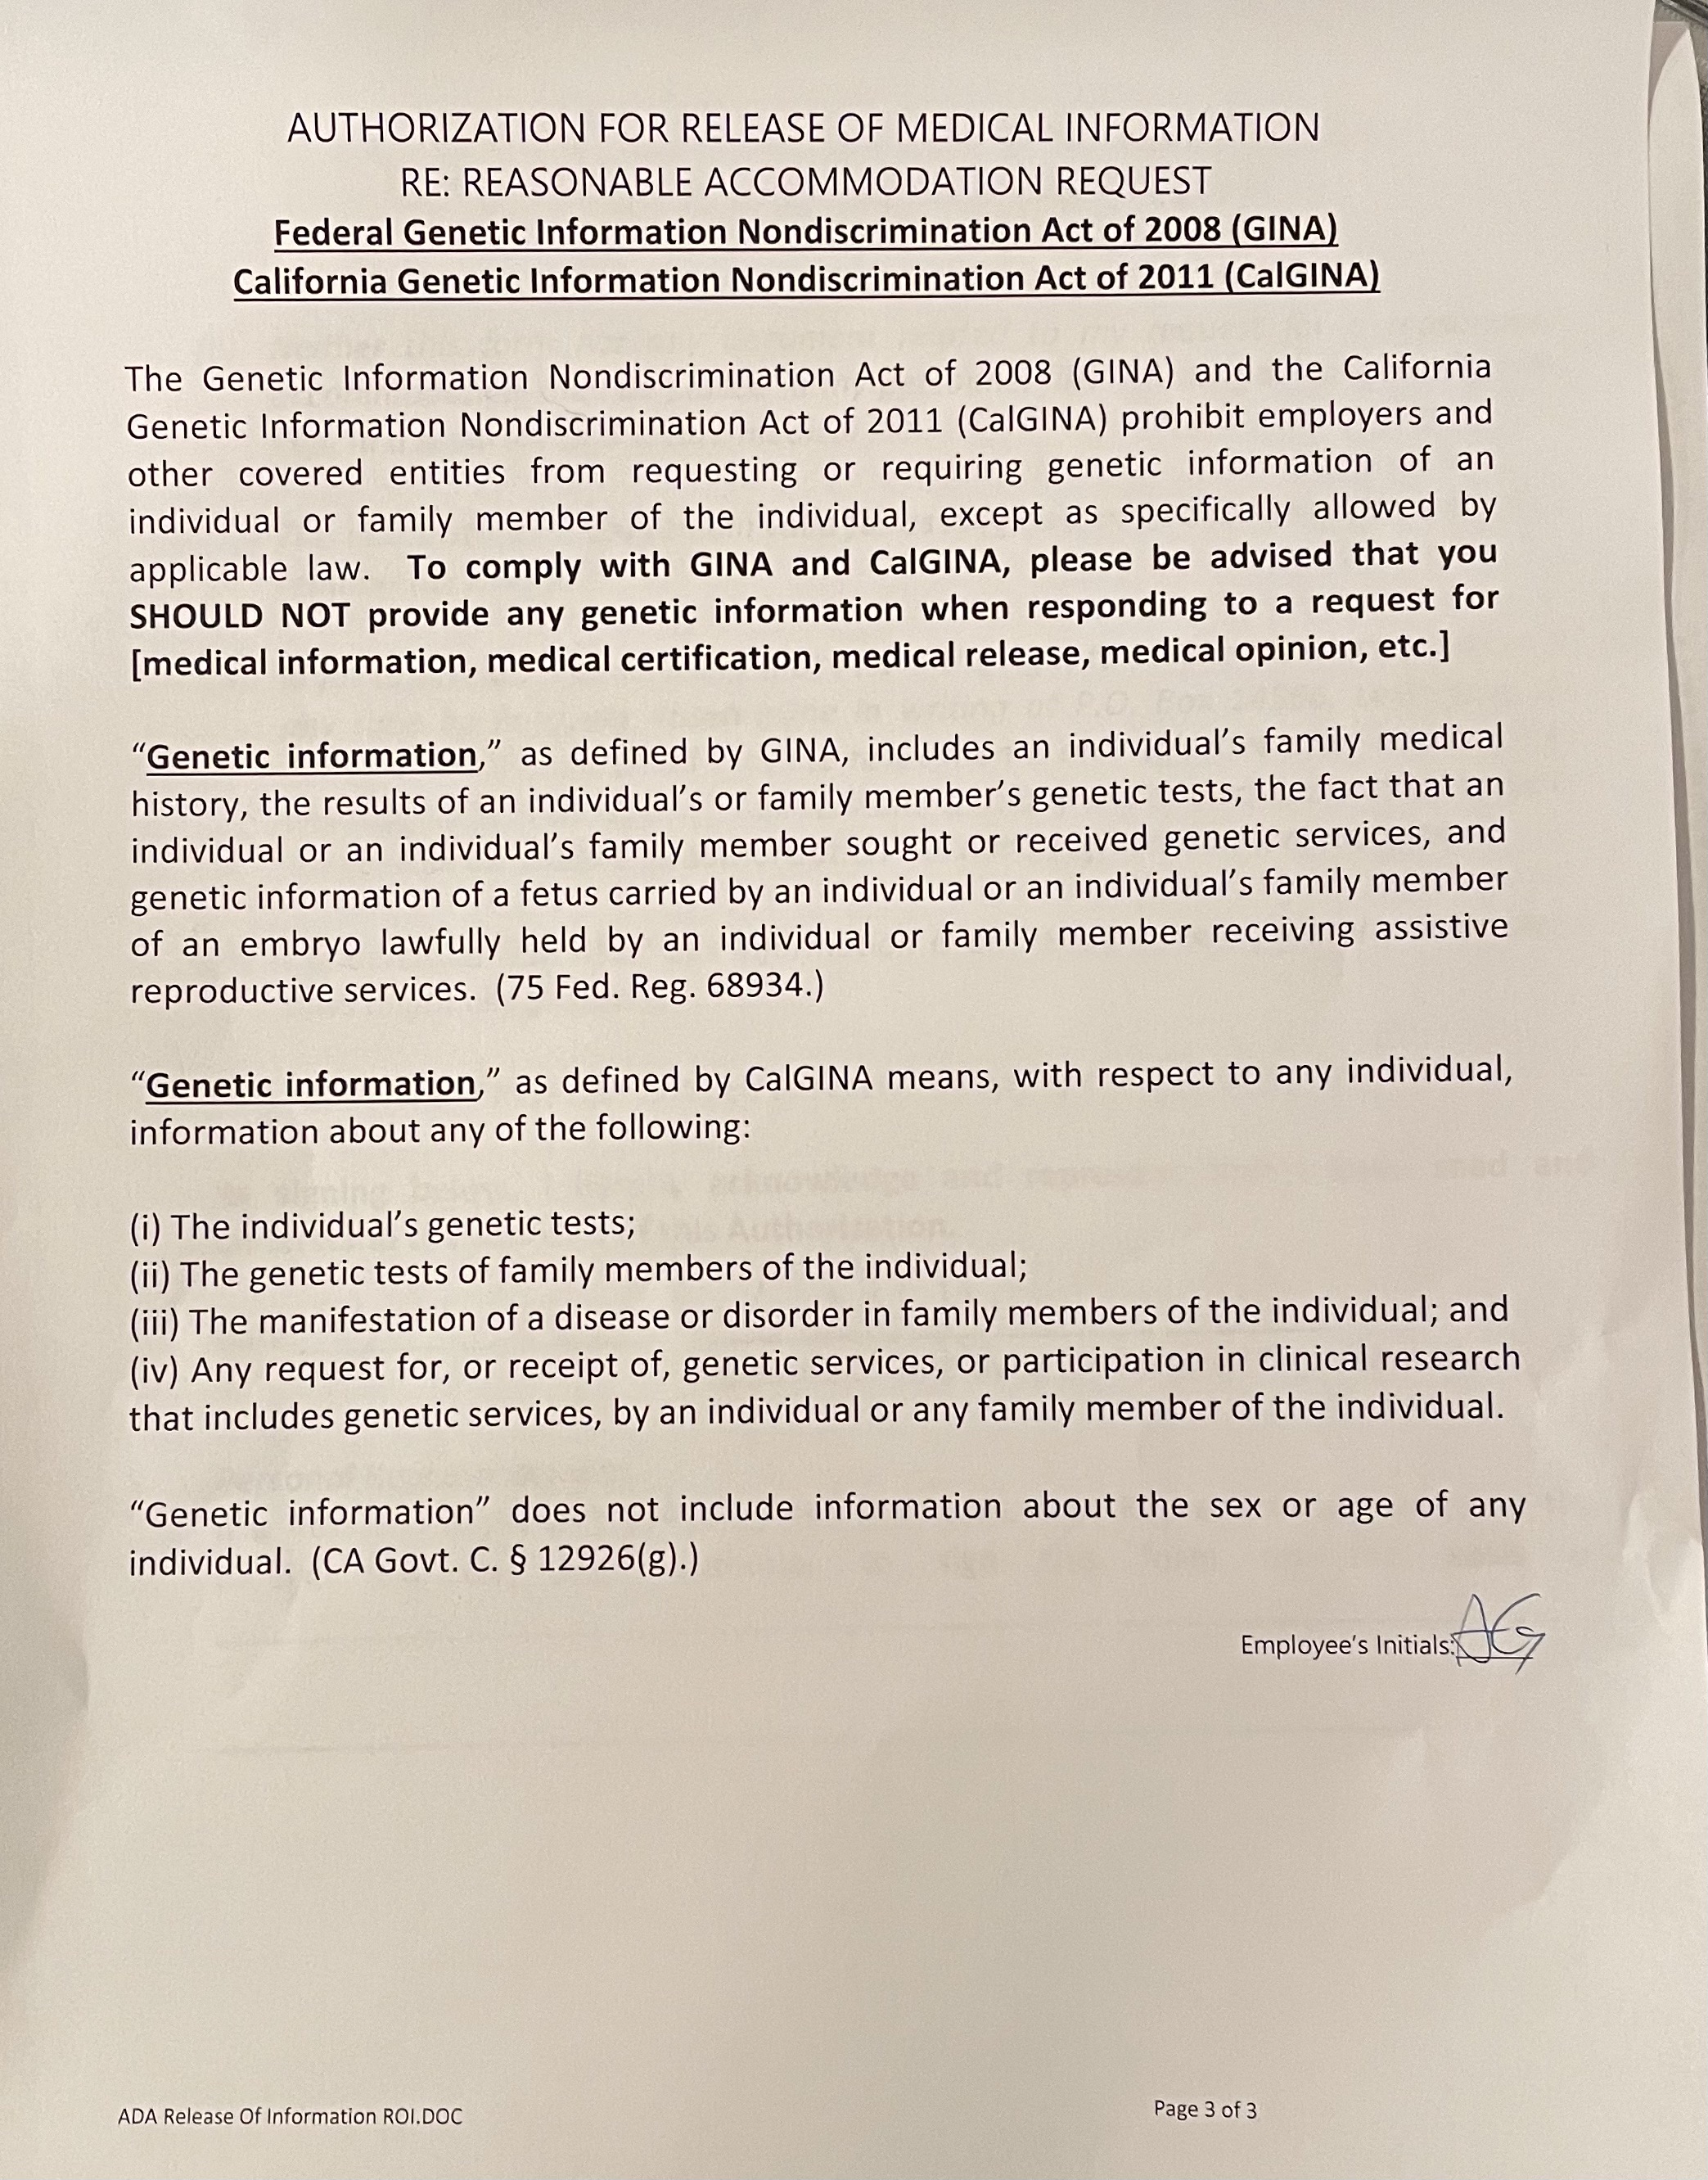 AUTHORIZATION FOR RELEASE OF MEDICAL INFORMATION
RE: REASONABLE ACCOMMODATION REQUEST
Federal Genetic Information Nondiscrimination Act of 2008 (GINA)
California Genetic Information Nondiscrimination Act of 2011 (CalGINA)
The Genetic Information Nondiscrimination Act of 2008 (GINA) and the California
Genetic Information Nondiscrimination Act of 2011 (CalGINA) prohibit employers and
other covered entities from requesting or requiring genetic information of an
individual or family member of the individual, except as specifically allowed by
applicable law. To comply with GINA and CalGINA, please be advised that you
SHOULD NOT provide any genetic information when responding to a request for
[medical information, medical certification, medical release, medical opinion, etc.]
“Genetic information,” as defined by GINA, includes an individual’s family medical
history, the results of an individual’s or family member’s genetic tests, the fact that an
individual or an individual’s family member sought or received genetic services, and
genetic information of a fetus carried by an individual or an individual’s family member
of an embryo lawfully held by an individual or family member receiving assistive
reproductive services. (75 Fed. Reg. 68934.)
“Genetic information,” as defined by CalGINA means, with respect to any individual,
information about any of the following:
(i) The individual’s genetic tests;
(ii) The genetic tests of family members of the individual;
(iii) The manifestation of a disease or disorder in family members of the individual; and
(iv) Any request for, or receipt of, genetic services, or participation in clinical research
that includes genetic services, by an individual or any family member of the individual.
“Genetic information” does not include information about the sex or age of any
individual. (CA Govt. C. § 12926(g).)
Employee’s Initials: AG
ADA Release Of Information ROI.DOC
Page 3 of 3